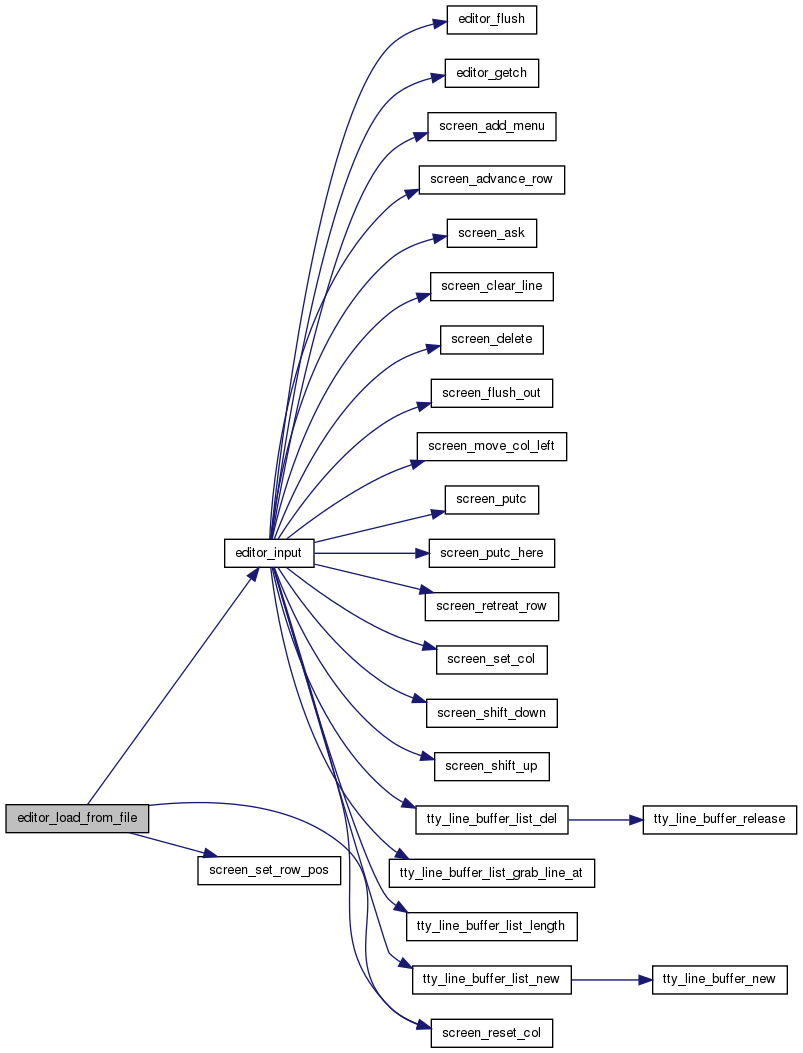 editor_flush
editor_getch
screen_add_menu
screen_advance_row
screen_ask
screen_clear_line
screen_delete
screen_flush_out
screen_move_col_left
screen_putc
editor_input
screen_putc_here
screen_retreat_row
screen_set_col
screen_shift_down
screen_shift_up
editor_load_from_file
tty_line_buffer_list_del
tty_line_buffer_release
screen_set_row_pos
tty_line_buffer_list_grab_line_at
tty_line_buffer_list_length
tty_line_buffer_list_new
tty_line_buffer_new
screen_reset_col